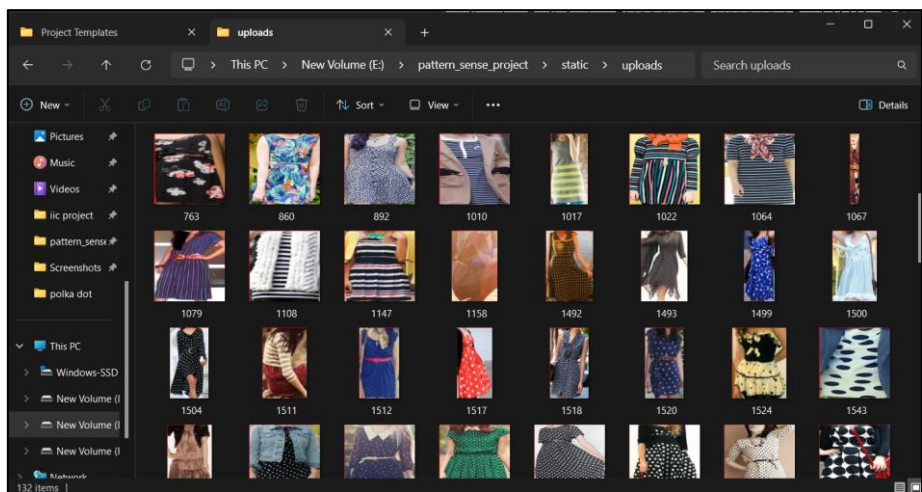 Project Templates
uploads
This PC > New Volume (E:) > pattern_sense_project > static > uploads
Search uploads
New
Sort
View
Details
Pictures
Music
Videos
iic project
pattern_sense
Screenshots
polka dot
This PC
Windows-SSD
New Volume (
New Volume (
New Volume (
Network
763 860 892 1010 1017 1022 1064 1067
1079 1108 1147 1158 1492 1493 1499 1500
1504 1511 1512 1517 1518 1520 1524 1543
132 items